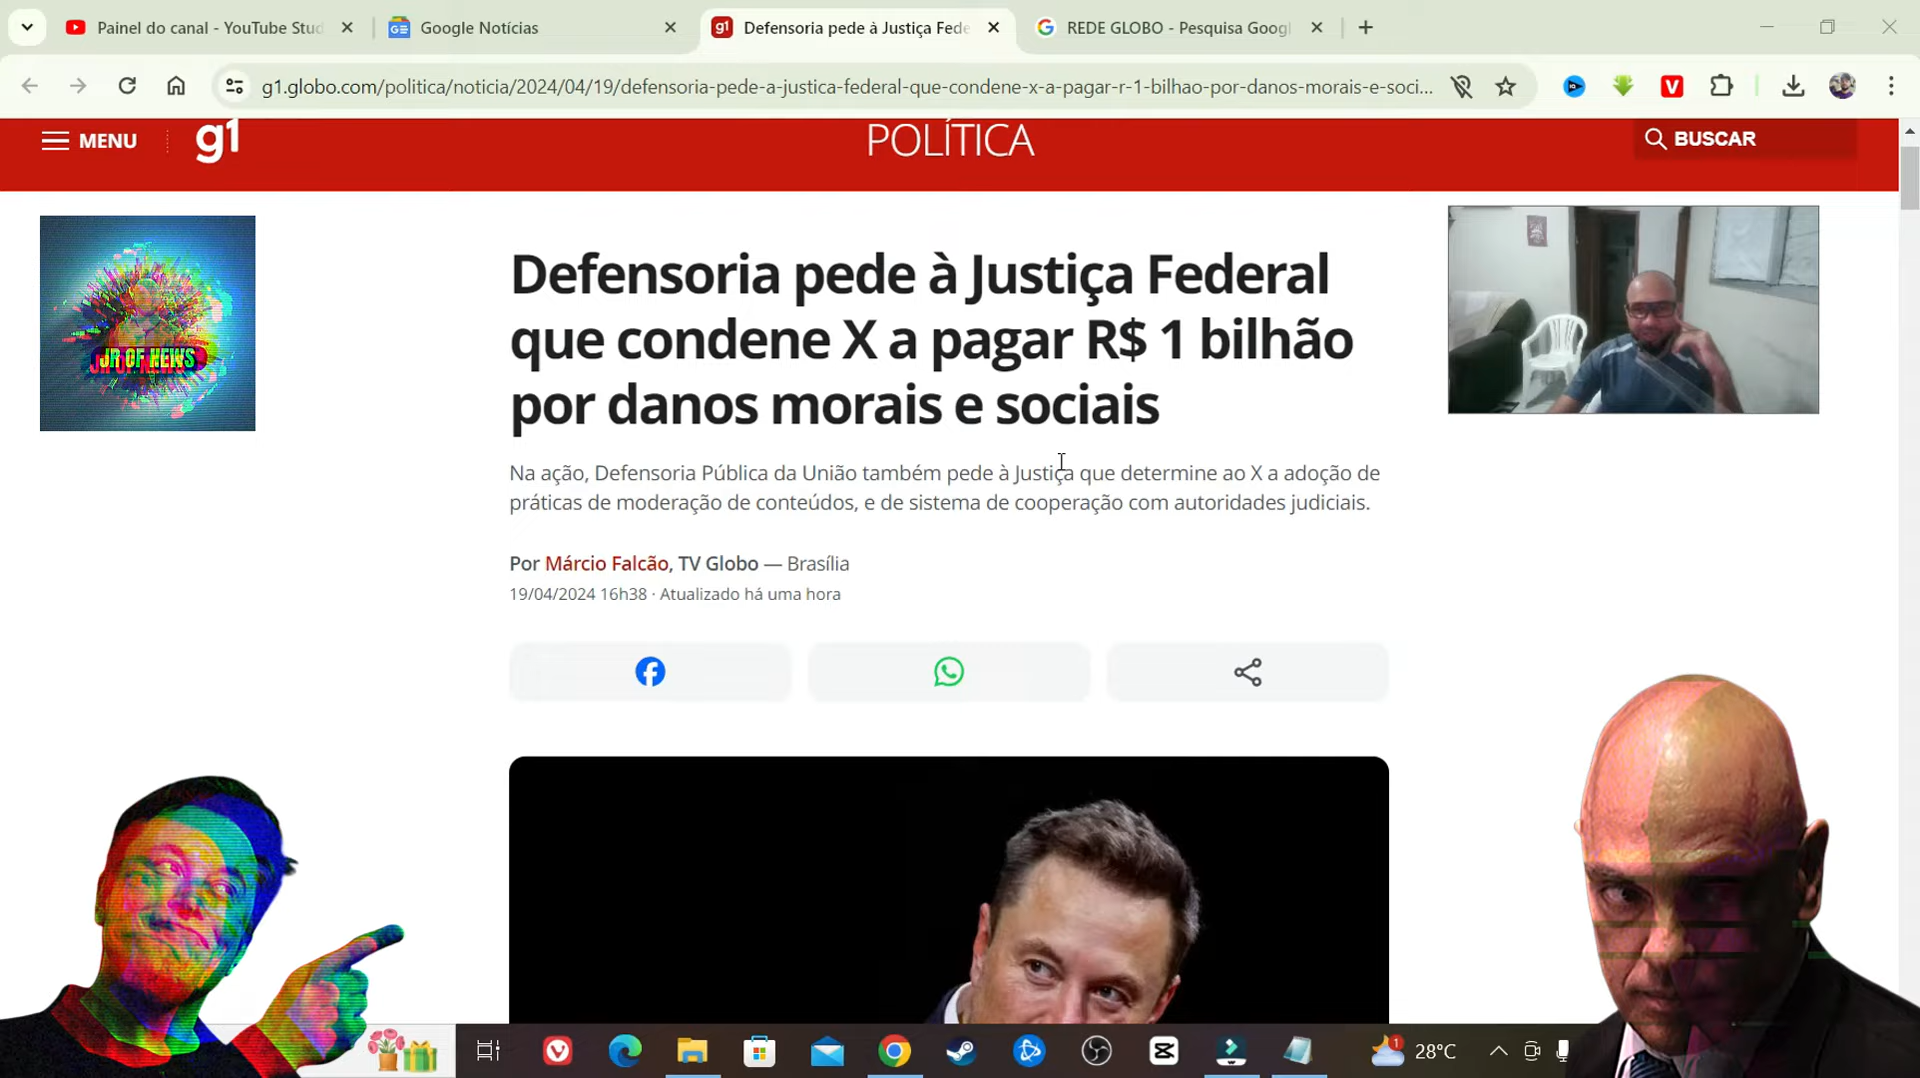 Painel do canal - YouTube Stud
Google Notícias
g1
Defensoria pede à Justiça Fede
REDE GLOBO - Pesquisa Googl
g1.globo.com/politica/noticia/2024/04/19/defensoria-pede-a-justica-federal-que-condene-x-a-pagar-r-1-bilhao-por-danos-morais-e-soci...
MENU
g1
POLÍTICA
BUSCAR
JR OF NEWS
Defensoria pede à Justiça Federal
que condene X a pagar R$ 1 bilhão
por danos morais e sociais
Na ação, Defensoria Pública da União também pede à Justiça que determine ao X a adoção de
práticas de moderação de conteúdos, e de sistema de cooperação com autoridades judiciais.
Por Márcio Falcão, TV Globo — Brasília
19/04/2024 16h38 · Atualizado há uma hora
1
28°C